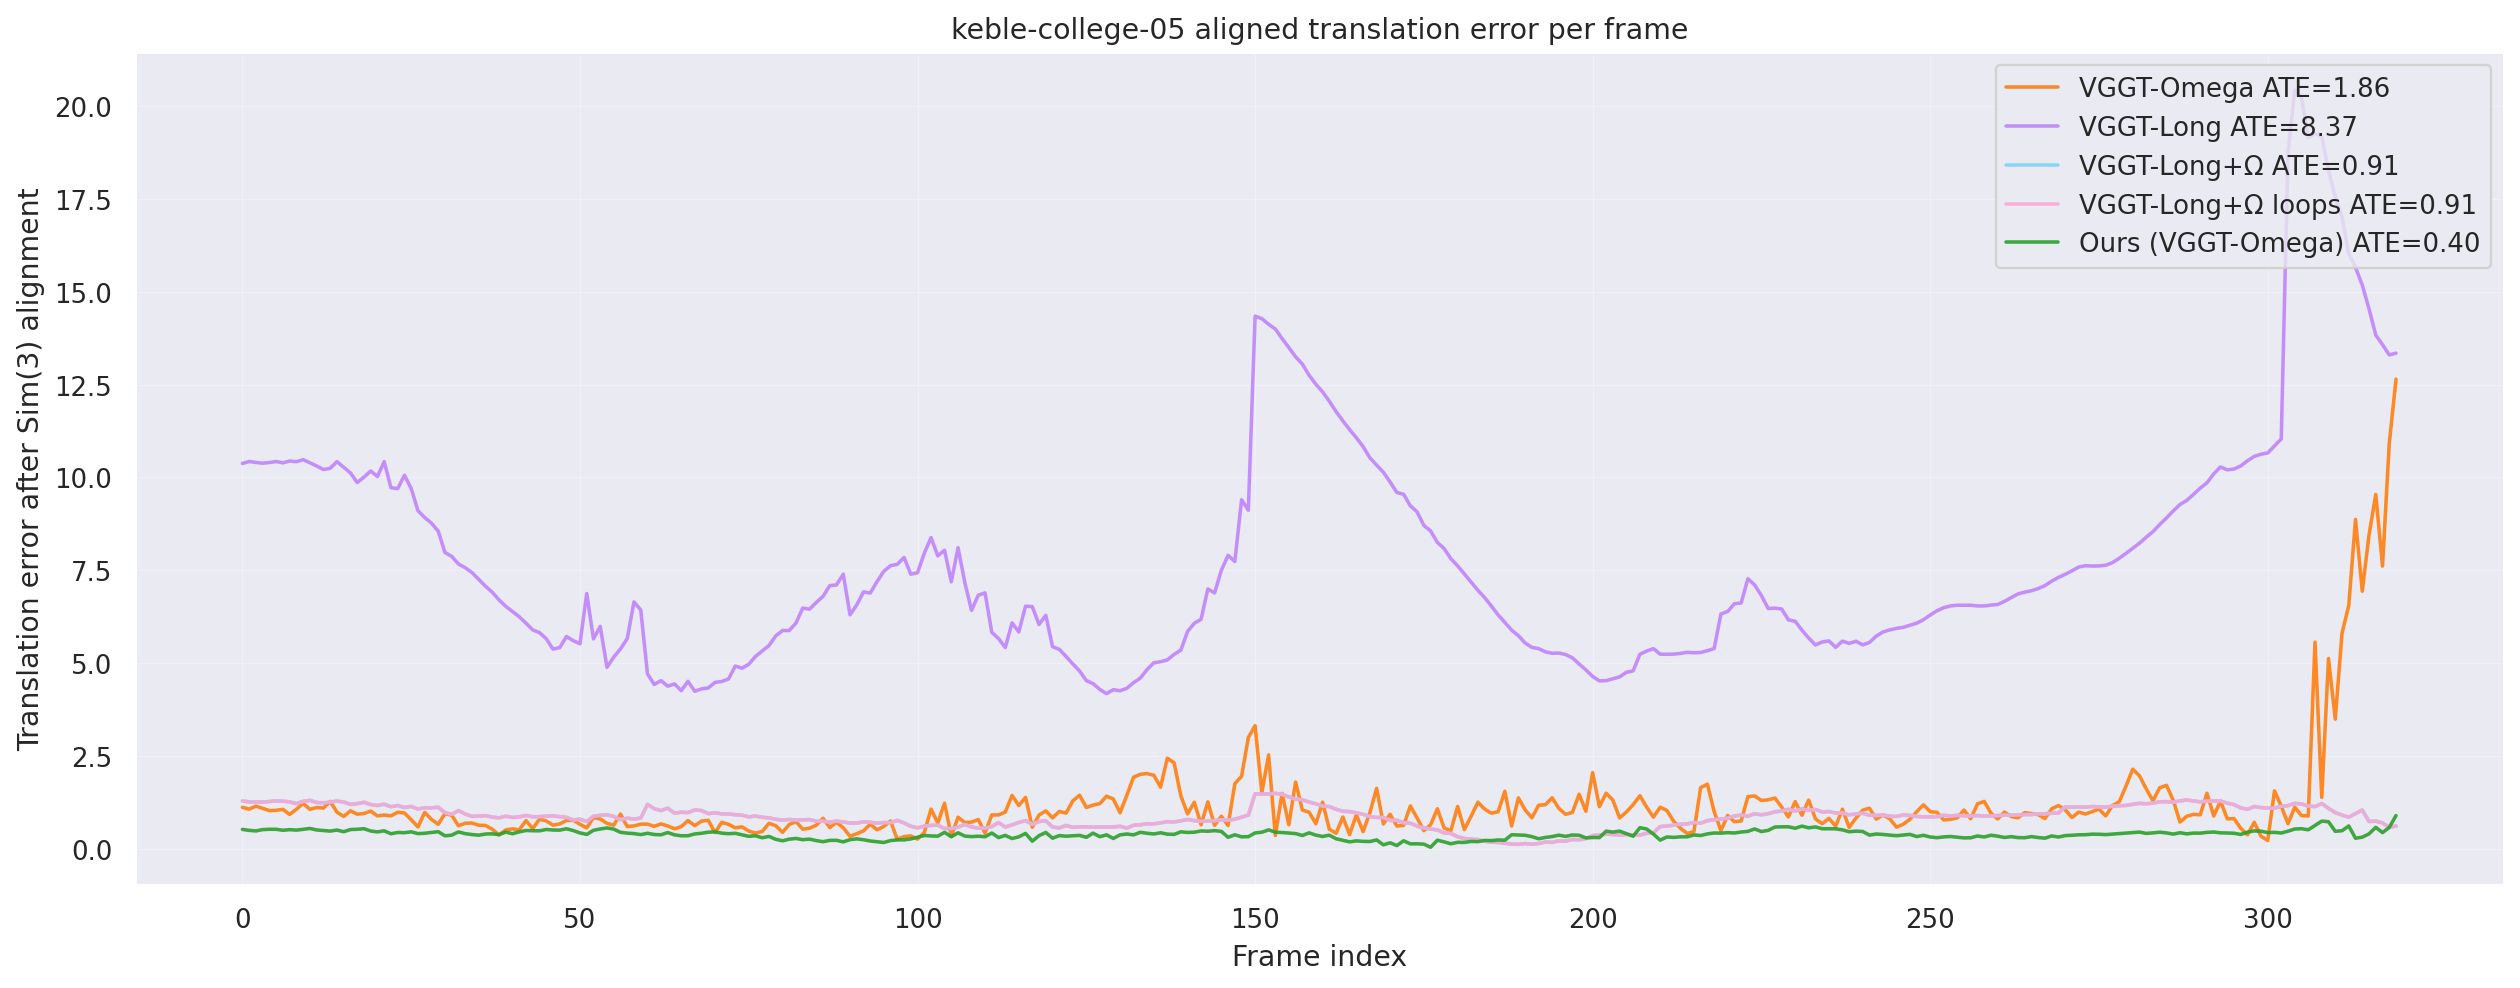 keble-college-05 aligned translation error per frame
Translation error after Sim(3) alignment
20.0
17.5
15.0
12.5
10.0
7.5
5.0
2.5
0.0
VGGT-Omega ATE=1.86
VGGT-Long ATE=8.37
VGGT-Long+Ω ATE=0.91
VGGT-Long+Ω loops ATE=0.91
Ours (VGGT-Omega) ATE=0.40
0 50 100 150 200 250 300
Frame index